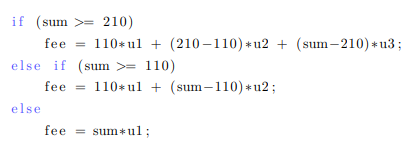 if (sum >= 210)
fee = 110*u1 + (210-110)*u2 + (sum-210)*u3;
else if (sum >= 110)
fee = 110*u1 + (sum-110)*u2;
else
fee = sum*u1;